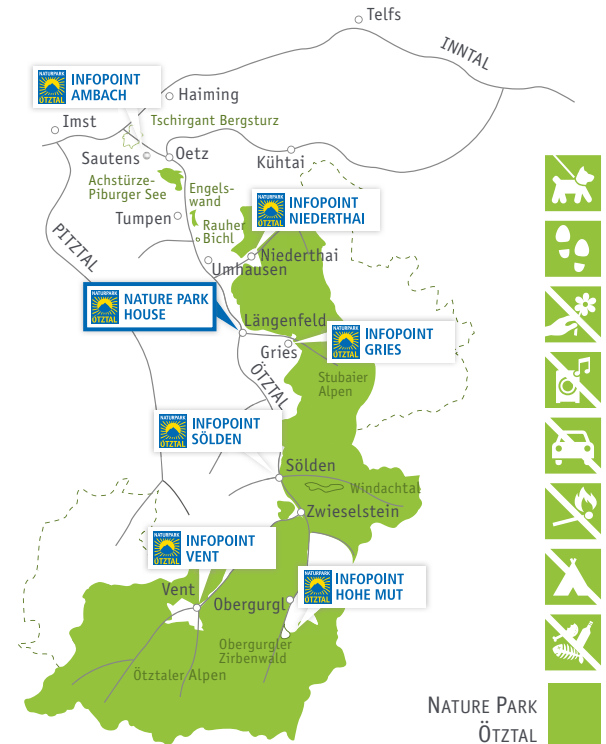 Telfs
INNTAL
NATURPARK
ÖTZTAL
INFOPOINT
AMBACH
Haiming
Imst
Tschirgant Bergsturz
Sautens
Oetz
Kühtai
Achstürze-
Piburger See
Engels-
wand
NATURPARK
ÖTZTAL
INFOPOINT
NIEDERTHAI
Tumpen
Rauher
Bichl
PITZTAL
Niederthai
Umhausen
NATURPARK
ÖTZTAL
NATURE PARK
HOUSE
Längenfeld
NATURPARK
ÖTZTAL
INFOPOINT
GRIES
Gries
ÖTZTAL
Stubaier
Alpen
NATURPARK
ÖTZTAL
INFOPOINT
SÖLDEN
Sölden
Windachtal
Zwieselstein
NATURPARK
ÖTZTAL
INFOPOINT
VENT
NATURPARK
ÖTZTAL
INFOPOINT
HOHE MUT
Vent
Obergurgl
Obergurgler
Zirbenwald
Ötztaler Alpen
NATURE PARK
ÖTZTAL